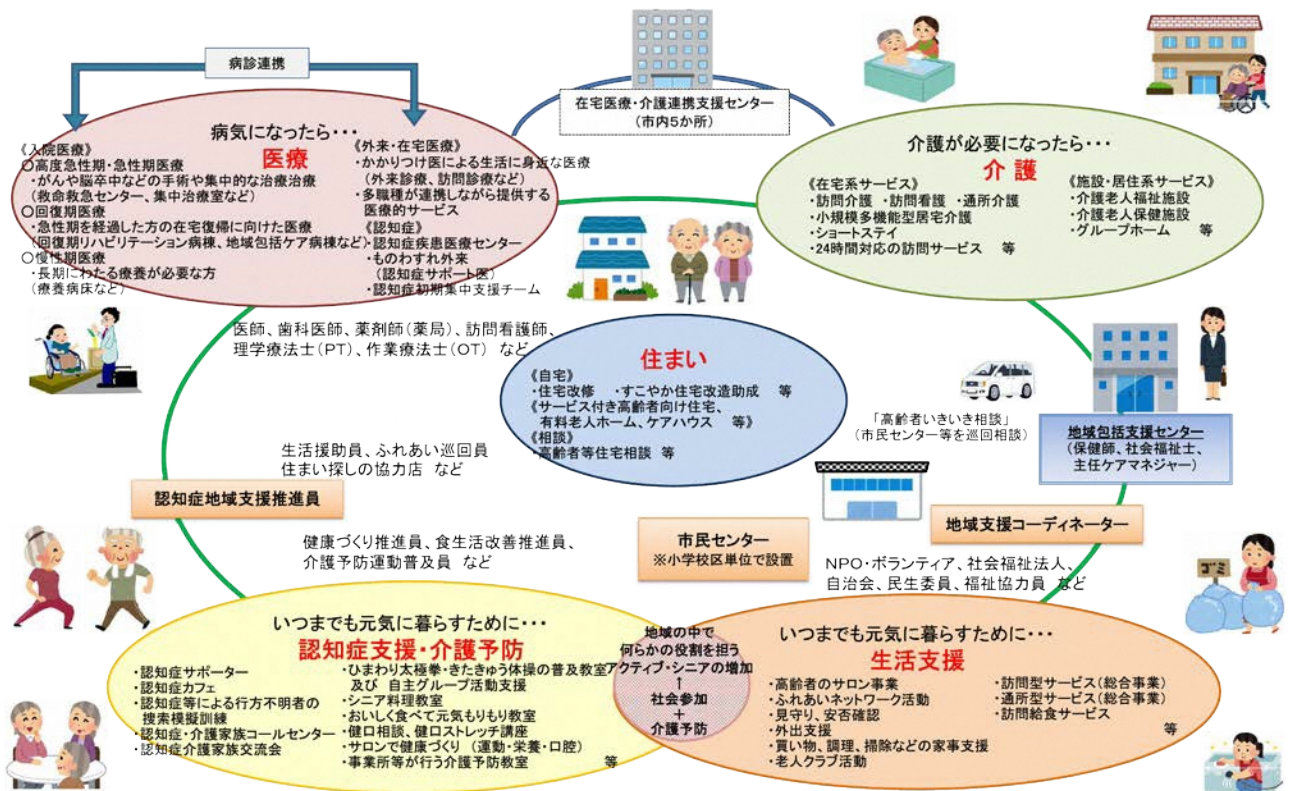 病診連携
在宅医療・介護連携支援センター
(市内5か所)
病気になったら・・・
医療
《入院医療》
○高度急性期・急性期医療
・がんや脳卒中などの手術や集中的な治療治療
(救命救急センター、集中治療室など)
○回復期医療
・急性期を経過した方の在宅復帰に向けた医療
(回復期リハビリテーション病棟、地域包括ケア病棟など)
○慢性期医療
・長期にわたる療養が必要な方
(療養病床など)
《外来・在宅医療》
・かかりつけ医による生活に身近な医療
(外来診療、訪問診療など)
・多職種が連携しながら提供する
医療的サービス
《認知症》
・認知症疾患医療センター
・ものわすれ外来
(認知症サポート医)
・認知症初期集中支援チーム
介護が必要になったら・・・
介護
《在宅系サービス》
・訪問介護 ・訪問看護 ・通所介護
・小規模多機能型居宅介護
・ショートステイ
・24時間対応の訪問サービス 等
《施設・居住系サービス》
・介護老人福祉施設
・介護老人保健施設
・グループホーム 等
医師、歯科医師、薬剤師(薬局)、訪問看護師、
理学療法士(PT)、作業療法士(OT) など
住まい
《自宅》
・住宅改修 ・すこやか住宅改造助成 等
《サービス付き高齢者向け住宅、
有料老人ホーム、ケアハウス 等》
《相談》
・高齢者等住宅相談 等
「高齢者いきいき相談」
(市民センター等を巡回相談)
地域包括支援センター
(保健師、社会福祉士、
主任ケアマネジャー)
生活援助員、ふれあい巡回員
住まい探しの協力店 など
認知症地域支援推進員
健康づくり推進員、食生活改善推進員、
介護予防運動普及員 など
市民センター
※小学校区単位で設置
地域支援コーディネーター
NPO・ボランティア、社会福祉法人、
自治会、民生委員、福祉協力員 など
ゴミ
いつまでも元気に暮らすために・・・
認知症支援・介護予防
・認知症サポーター
・認知症カフェ
・認知症等による行方不明者の
捜索模擬訓練
・認知症・介護家族コールセンター
・認知症介護家族交流会
・ひまわり太極拳・きたきゅう体操の普及教室
及び 自主グループ活動支援
・シニア料理教室
・おいしく食べて元気もりもり教室
・健口相談、健口ストレッチ講座
・サロンで健康づくり (運動・栄養・口腔)
・事業所等が行う介護予防教室 等
地域の中で
何らかの役割を担う
アクティブ・シニアの増加
↑
社会参加
+
介護予防
いつまでも元気に暮らすために・・・
生活支援
・高齢者のサロン事業
・ふれあいネットワーク活動
・見守り、安否確認
・外出支援
・買い物、調理、掃除などの家事支援
・老人クラブ活動
・訪問型サービス(総合事業)
・通所型サービス(総合事業)
・訪問給食サービス
等